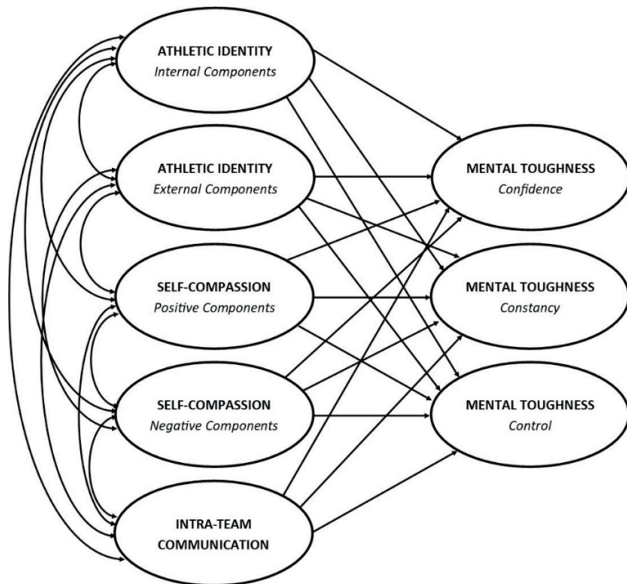 ATHLETIC IDENTITY
Internal Components
ATHLETIC IDENTITY
External Components
SELF-COMPASSION
Positive Components
SELF-COMPASSION
Negative Components
INTRA-TEAM
COMMUNICATION
MENTAL TOUGHNESS
Confidence
MENTAL TOUGHNESS
Constancy
MENTAL TOUGHNESS
Control